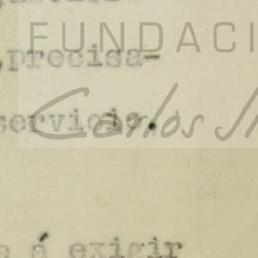 FUNDACI
,precisa-
servicio.
Carlos
á exigir